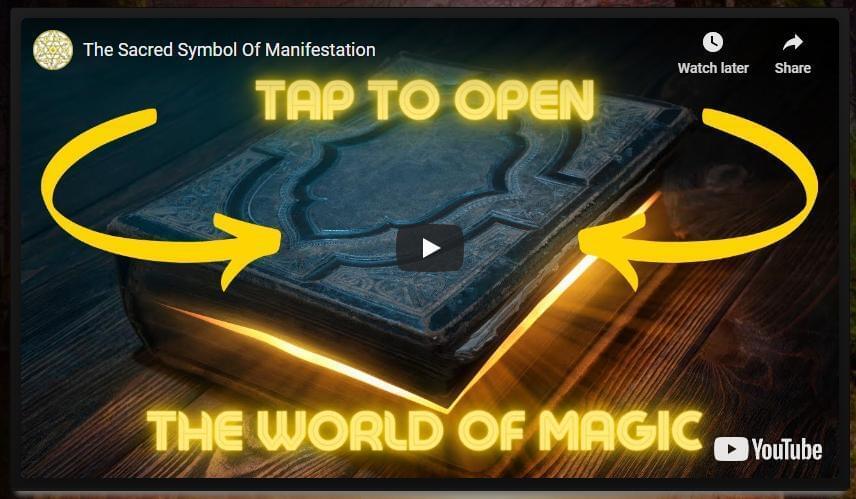 The Sacred Symbol Of Manifestation
Watch later
Share
TAP TO OPEN
THE WORLD OF MAGIC
YouTube